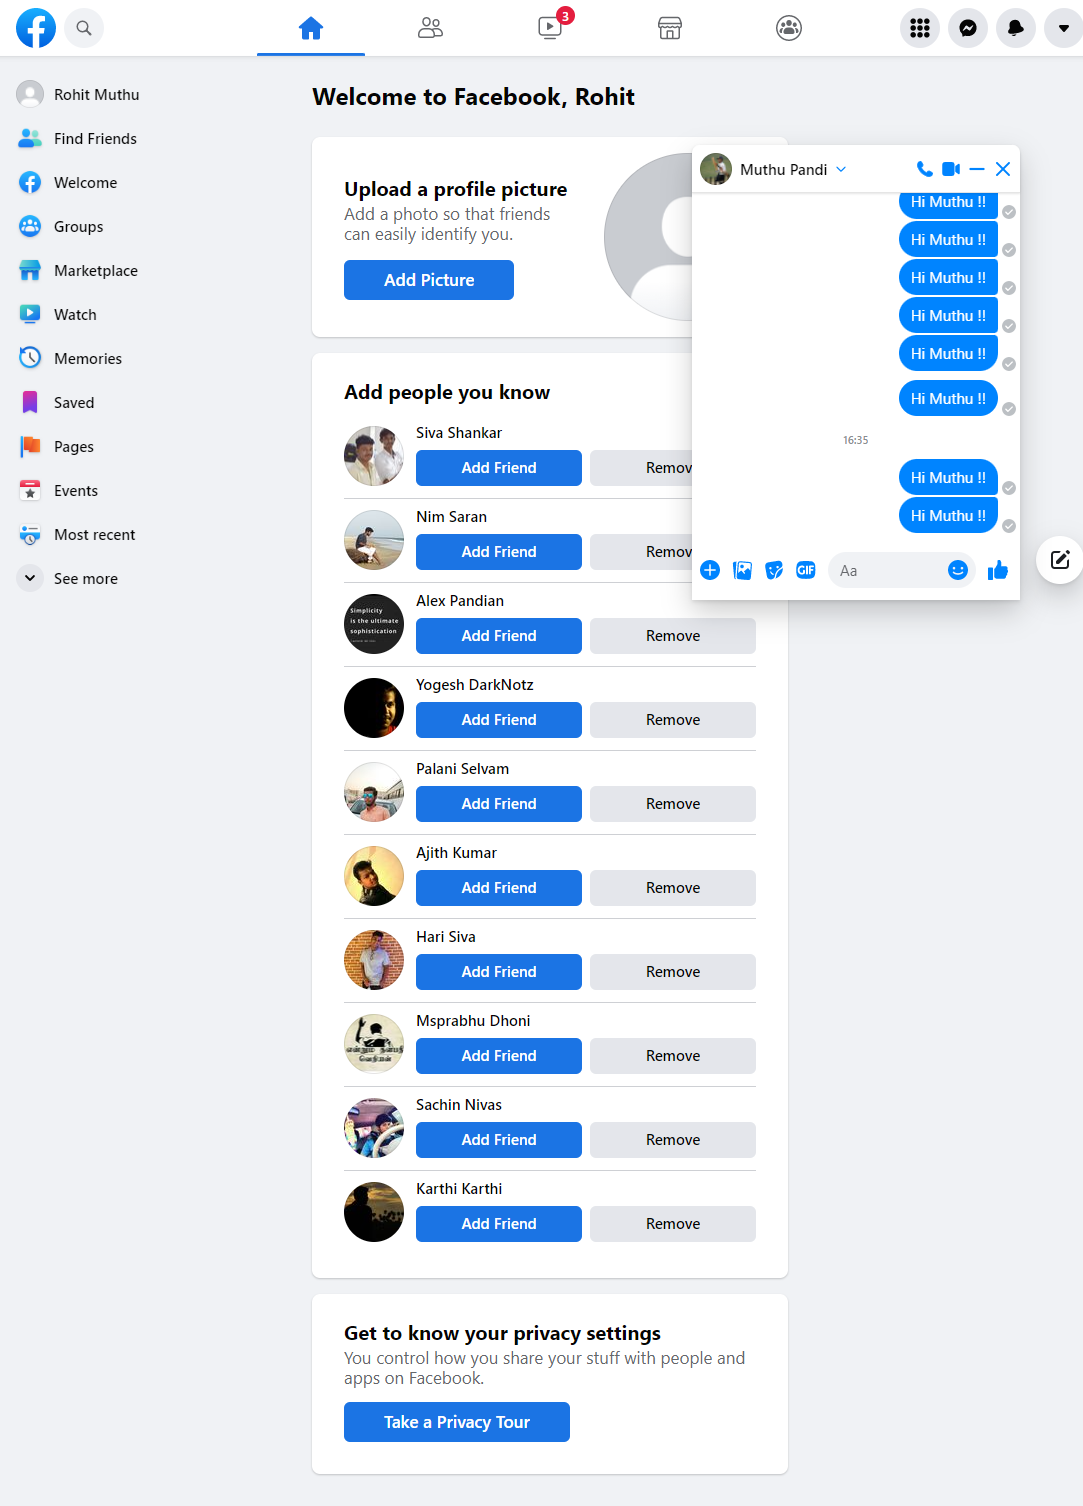 3
Rohit Muthu
Find Friends
Welcome
Groups
Marketplace
Watch
Memories
Saved
Pages
Events
Most recent
See more
Welcome to Facebook, Rohit
Upload a profile picture
Add a photo so that friends
can easily identify you.
Add Picture
Add people you know
Siva Shankar
Add Friend
Remov
Nim Saran
Add Friend
Remov
Alex Pandian
Simplicity
is the ultimate
sophistication
Add Friend
Remove
Yogesh DarkNotz
Add Friend
Remove
Palani Selvam
Add Friend
Remove
Ajith Kumar
Add Friend
Remove
Hari Siva
Add Friend
Remove
Msprabhu Dhoni
Add Friend
Remove
Sachin Nivas
Add Friend
Remove
Karthi Karthi
Add Friend
Remove
Get to know your privacy settings
You control how you share your stuff with people and
apps on Facebook.
Take a Privacy Tour
Muthu Pandi
Hi Muthu !!
Hi Muthu !!
Hi Muthu !!
Hi Muthu !!
Hi Muthu !!
Hi Muthu !!
16:35
Hi Muthu !!
Hi Muthu !!
GIF
Aa